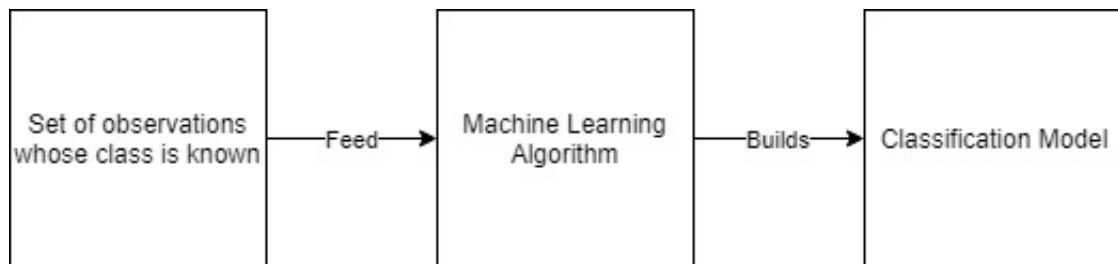 Set of observations
whose class is known
Feed
Machine Learning
Algorithm
Builds
Classification Model